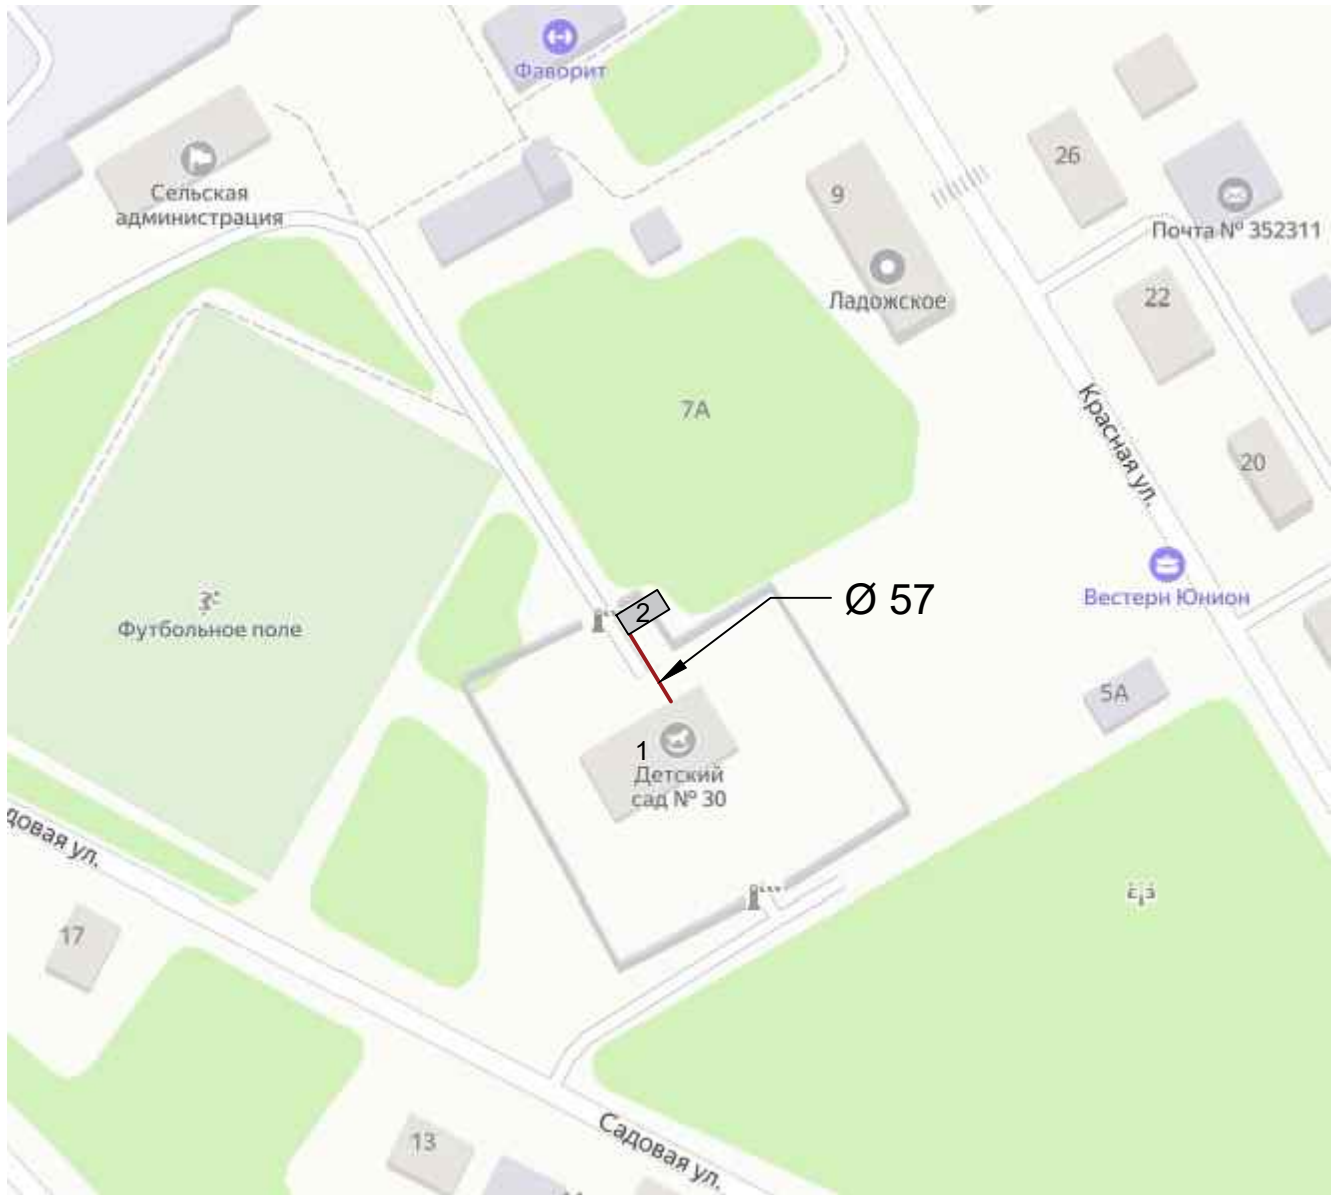 Фаворит
Сельская
администрация
9
26
Почта № 352311
Ладожское
22
7А
Красная ул.
20
Вестерн Юнион
Футбольное поле
2
Ø 57
5А
1
Детский
сад № 30
довая ул.
17
13
Садовая ул.